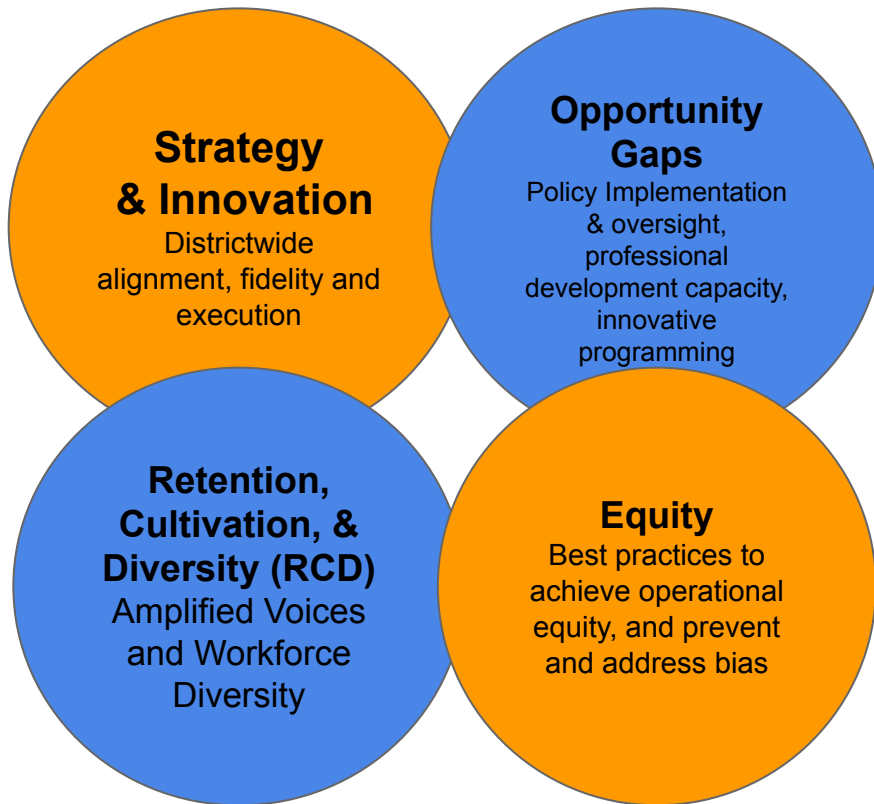 Strategy
& Innovation
Districtwide
alignment, fidelity and
execution
Opportunity
Gaps
Policy Implementation
& oversight,
professional
development capacity,
innovative
programming
Retention,
Cultivation, &
Diversity (RCD)
Amplified Voices
and Workforce
Diversity
Equity
Best practices to
achieve operational
equity, and prevent
and address bias